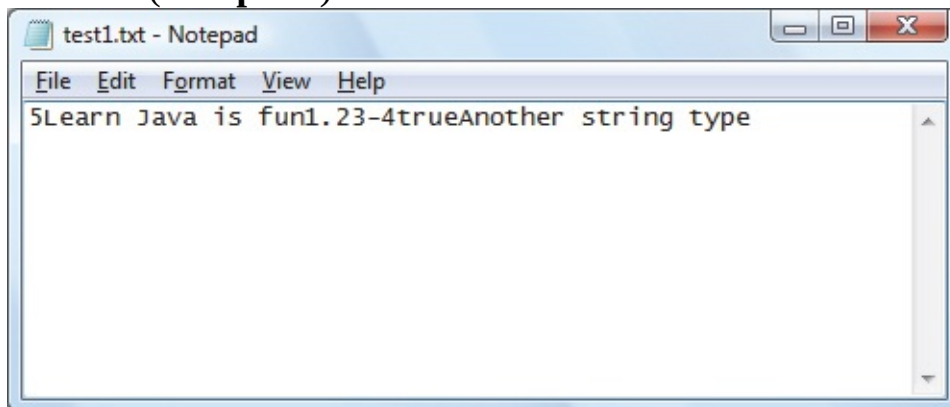 test1.txt - Notepad
File Edit Format View Help
5Learn Java is fun1.23-4trueAnother string type